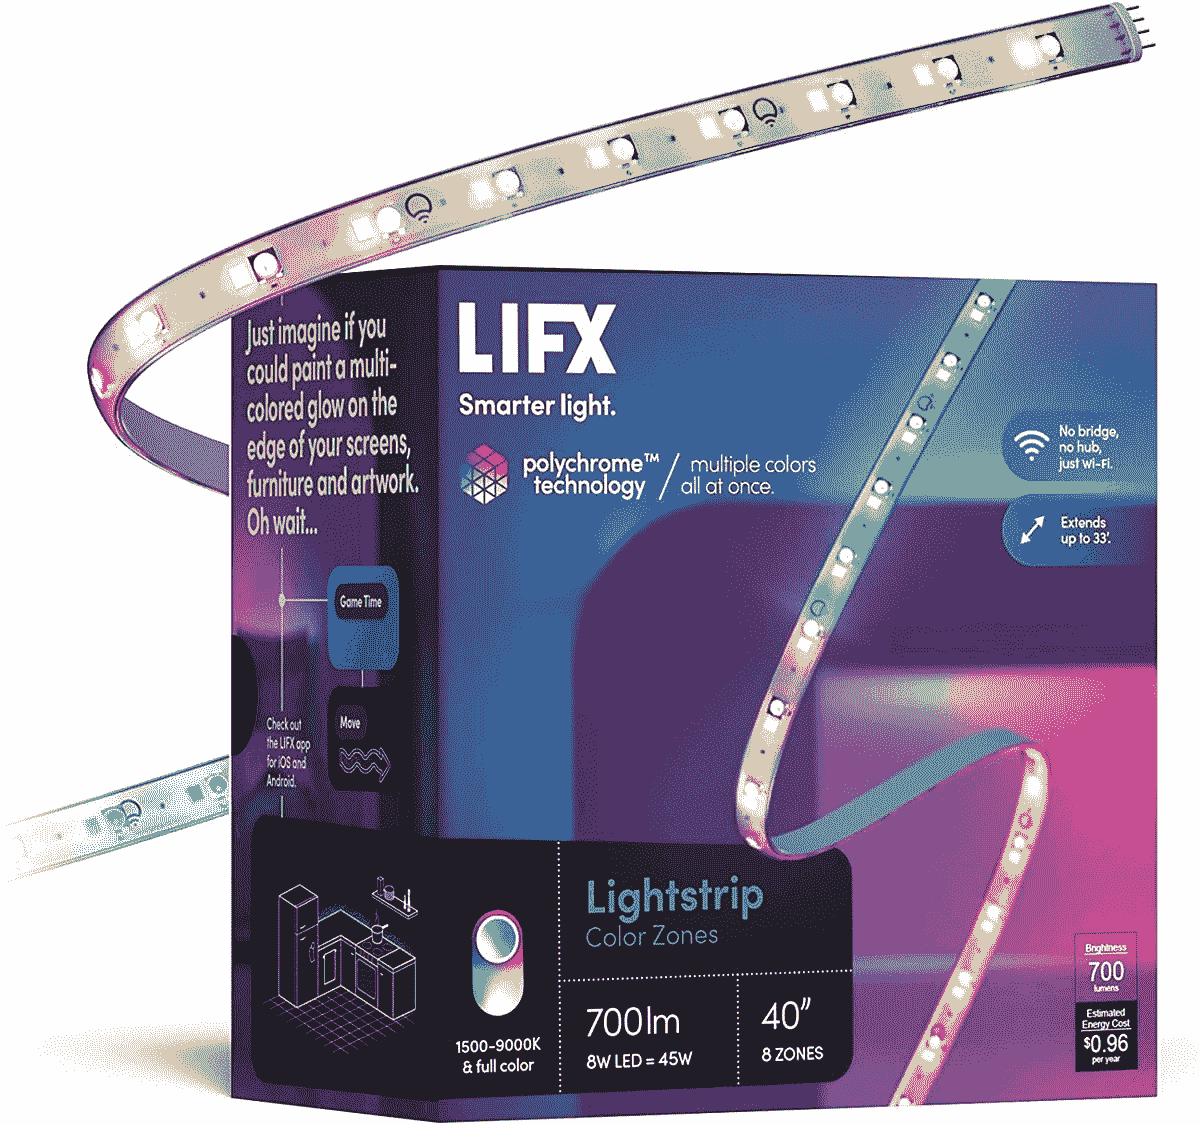 Just imagine if you
could paint a multi-
colored glow on the
edge of your screens,
furniture and artwork.
Oh wait...
Game Time
Move
Check out
the LIFX app
for iOS and
Android.
LIFX
Smarter light.
polychrome™ / multiple colors
technology all at once.
No bridge,
no hub,
just wi-Fi.
Extends
up to 33'.
Lightstrip
Color Zones
1500-9000K
& full color
700lm
8W LED = 45W
40"
8 ZONES
Brightness
700
lumens
Estimated
Energy Cost
$0.96
per year